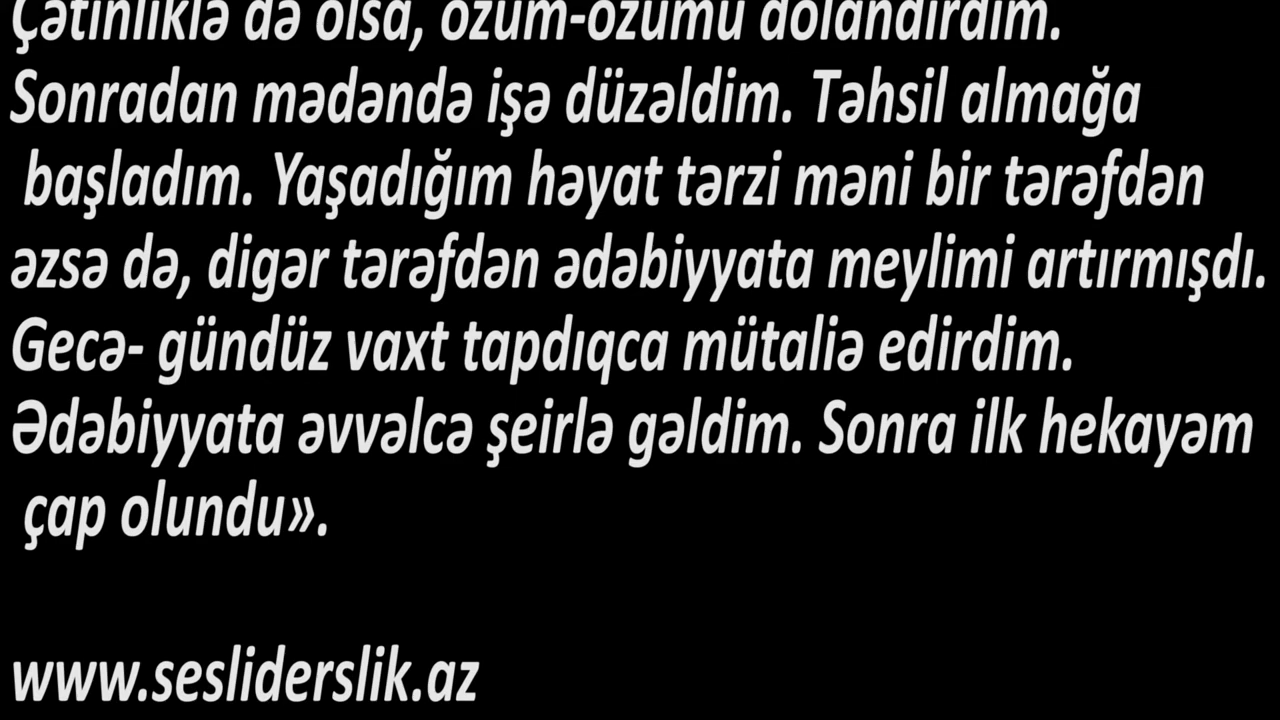 Çətinliklə də olsa, özüm-özümü dolandırdım.
Sonradan mədəndə işə düzəldim. Təhsil almağa
başladım. Yaşadığım həyat tərzi məni bir tərəfdən
əzsə də, digər tərəfdən ədəbiyyata meylimi artırmışdı.
Gecə- gündüz vaxt tapdıqca mütaliə edirdim.
Ədəbiyyata əvvəlcə şeirlə gəldim. Sonra ilk hekayəm
çap olundu».
www.sesliderslik.az